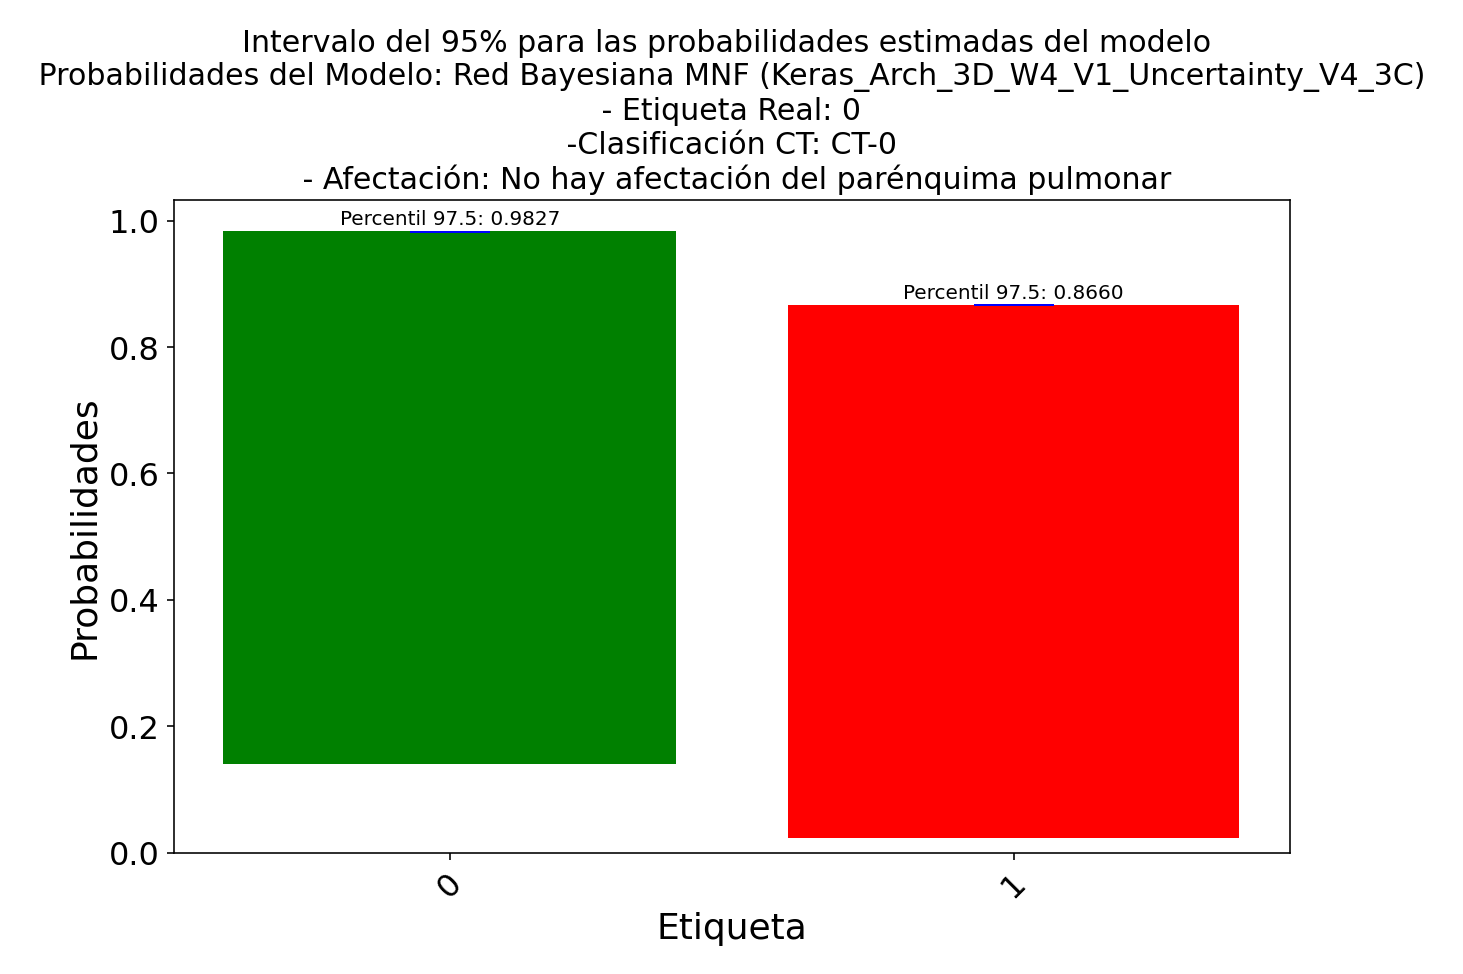 Intervalo del 95% para las probabilidades estimadas del modelo
Probabilidades del Modelo: Red Bayesiana MNF (Keras_Arch_3D_W4_V1_Uncertainty_V4_3C)
- Etiqueta Real: 0
-Clasificación CT: CT-0
- Afectación: No hay afectación del parénquima pulmonar
Percentil 97.5: 0.9827
Percentil 97.5: 0.8660
1.0
0.8
0.6
0.4
0.2
0.0
Probabilidades
0
1
Etiqueta